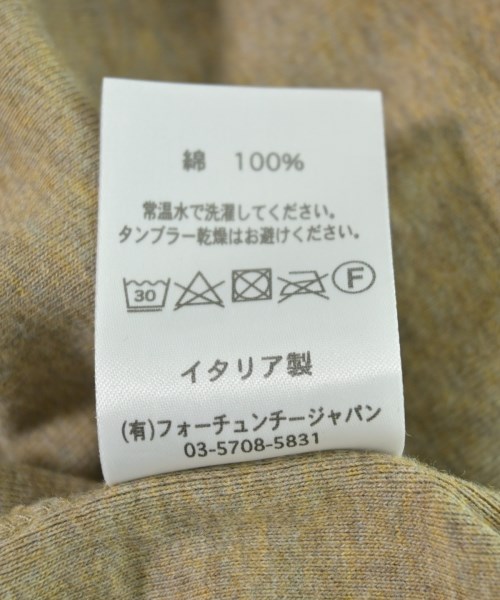 綿 100%
常温水で洗濯してください。
タンブラー乾燥はお避けください。
30 F
イタリア製
(有)フォーチュンチージャパン
03-5708-5831